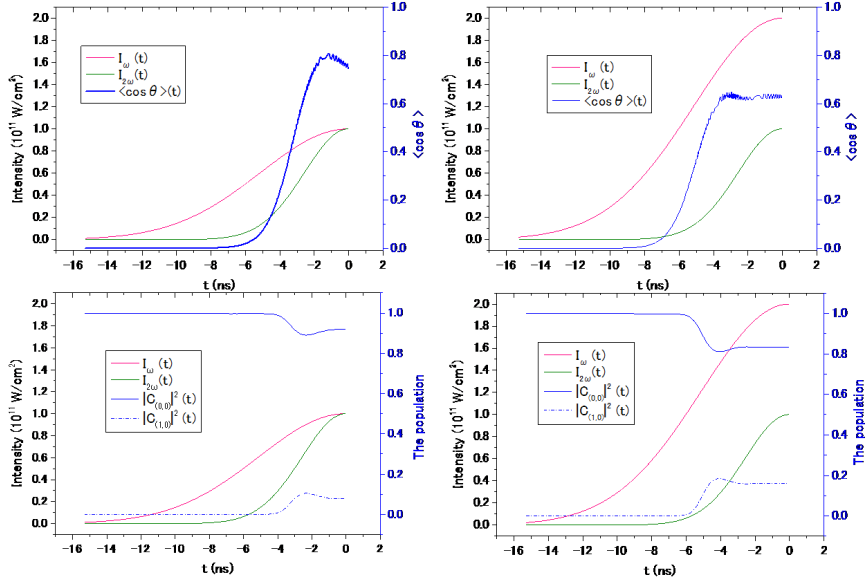 2.0
1.8
1.6
1.4
1.2
1.0
0.8
0.6
0.4
0.2
0.0
Intensity (10¹¹ W/cm²)
I_ω (t)
I_2ω(t)
<cos θ>(t)
1.0
0.8
0.6
0.4
0.2
0.0
<cos θ>
−16 −14 −12 −10 −8 −6 −4 −2 0 2
t (ns)
2.0
1.8
1.6
1.4
1.2
1.0
0.8
0.6
0.4
0.2
0.0
Intensity (10¹¹ W/cm²)
I_ω (t)
I_2ω(t)
<cos θ>(t)
1.0
0.8
0.6
0.4
0.2
0.0
<cos θ>
−16 −14 −12 −10 −8 −6 −4 −2 0 2
t (ns)
2.0
1.8
1.6
1.4
1.2
1.0
0.8
0.6
0.4
0.2
0.0
Intensity (10¹¹ W/cm²)
I_ω (t)
I_2ω(t)
|C_(0,0)|² (t)
|C_(1,0)|² (t)
1.0
0.8
0.6
0.4
0.2
0.0
The population
−16 −14 −12 −10 −8 −6 −4 −2 0 2
t (ns)
2.0
1.8
1.6
1.4
1.2
1.0
0.8
0.6
0.4
0.2
0.0
Intensity (10¹¹ W/cm²)
I_ω (t)
I_2ω (t)
|C_(0,0)|² (t)
|C_(1,0)|² (t)
1.0
0.8
0.6
0.4
0.2
0.0
The population
−16 −14 −12 −10 −8 −6 −4 −2 0 2
t (ns)